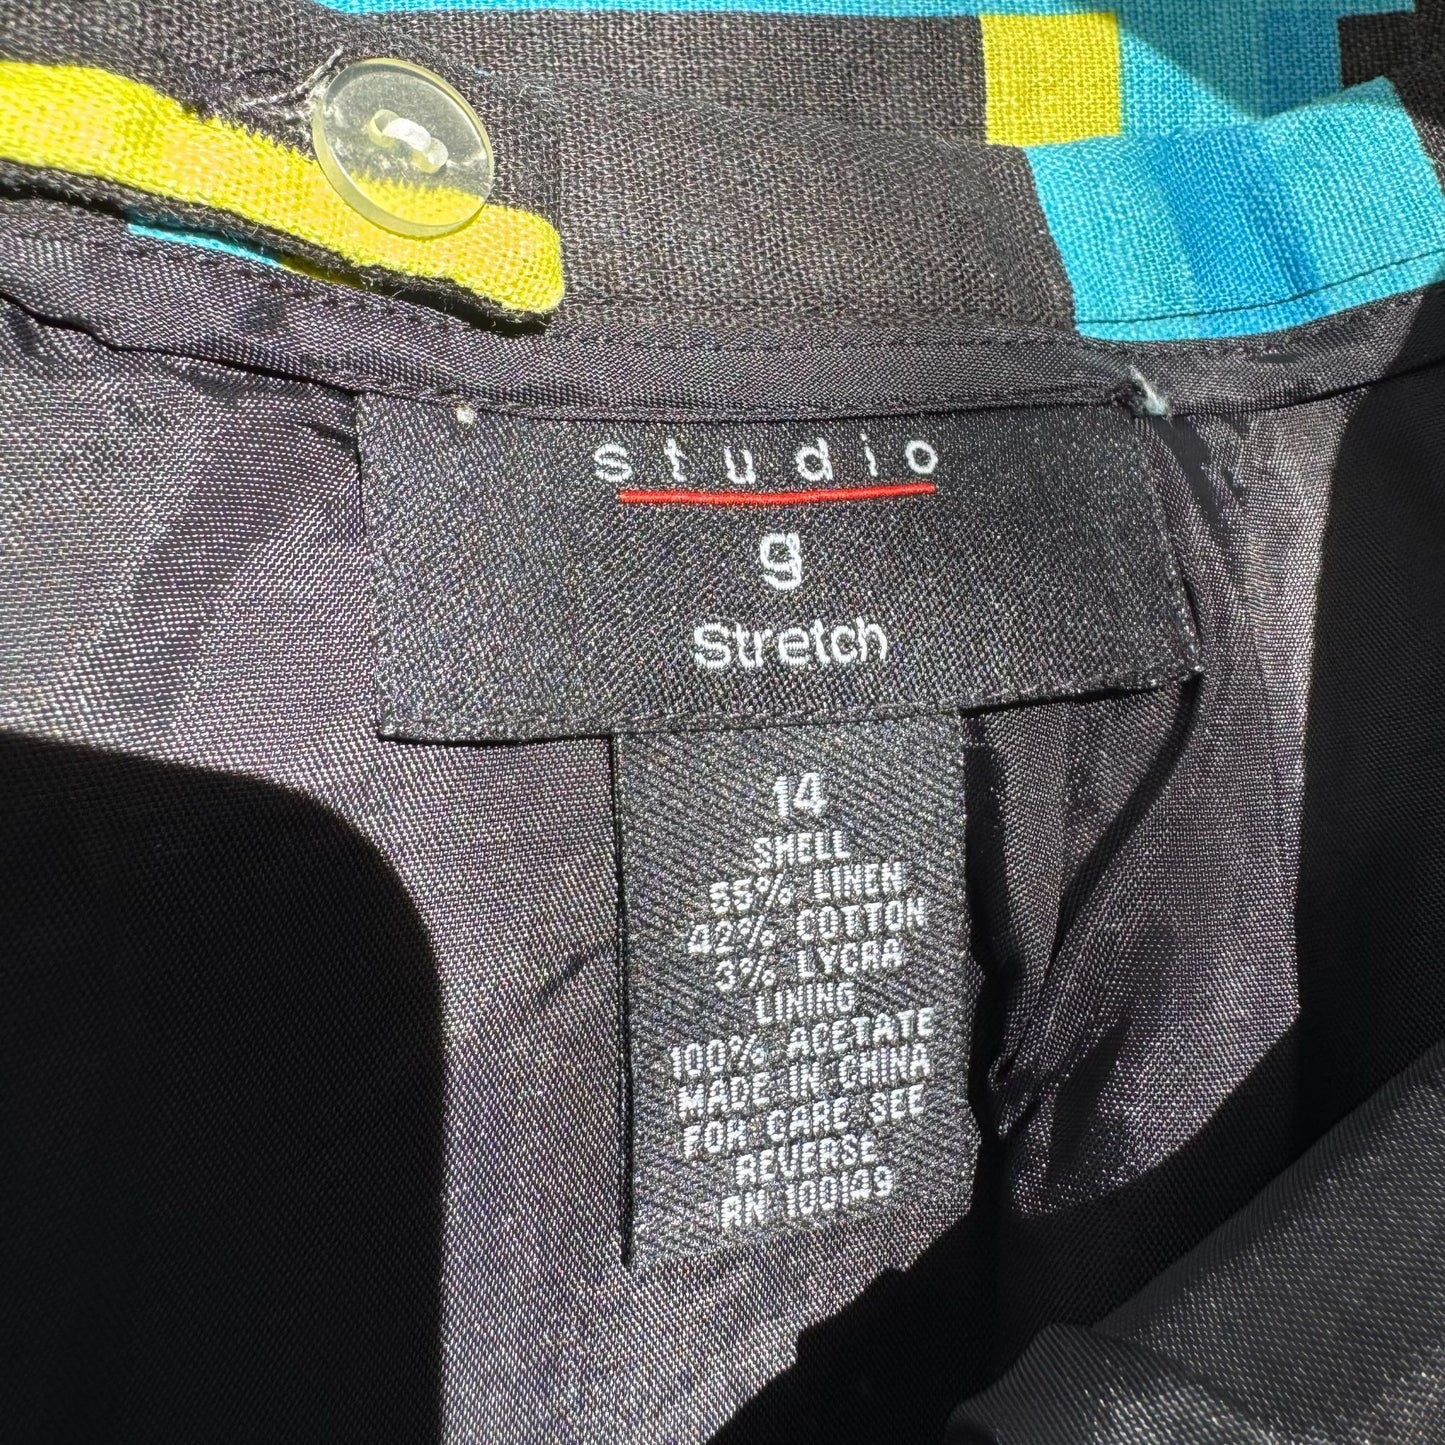 studio
g
Stretch
14
SHELL
55% LINEN
42% COTTON
3% LYCRA
LINING
100% ACETATE
MADE IN CHINA
FOR CARE SEE
REVERSE
RN 100149